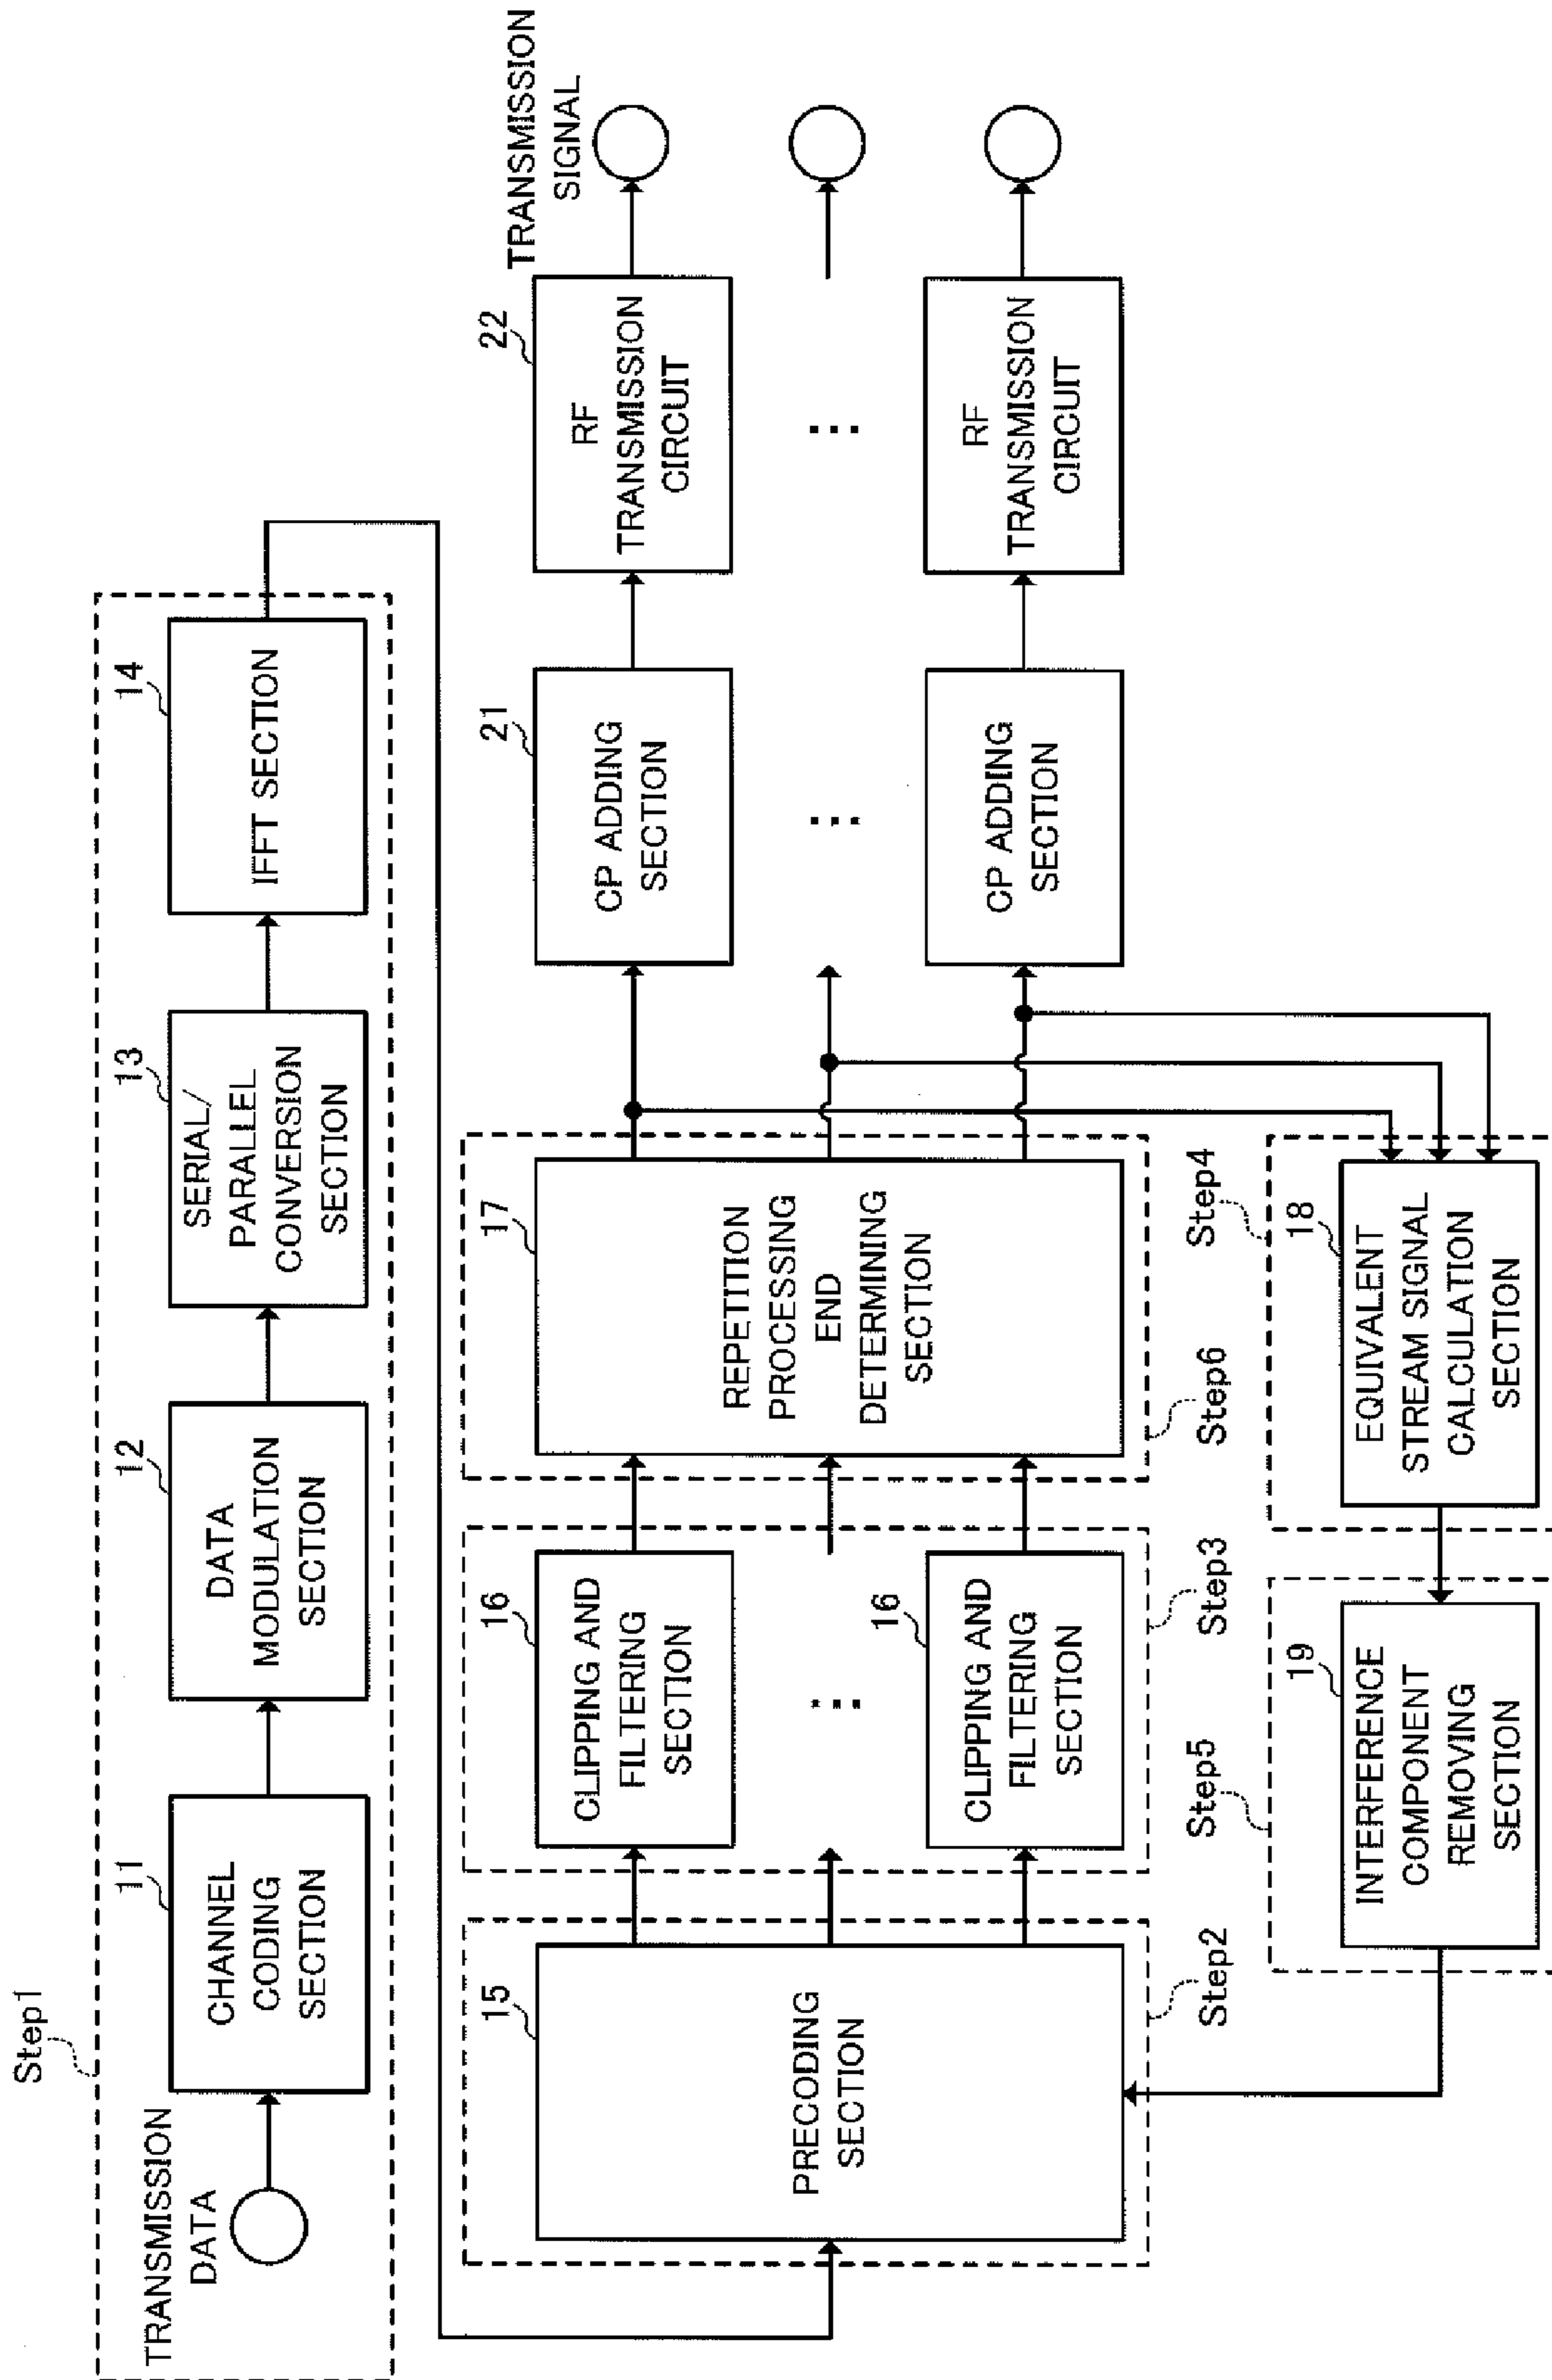 Step1
TRANSMISSION
DATA
11
CHANNEL
CODING
SECTION
12
DATA
MODULATION
SECTION
13
SERIAL/
PARALLEL
CONVERSION
SECTION
14
IFFT SECTION
15
PRECODING
SECTION
Step2
16
CLIPPING AND
FILTERING
SECTION
...
16
CLIPPING AND
FILTERING
SECTION
Step3
17
REPETITION
PROCESSING
END
DETERMINING
SECTION
Step6
21
CP ADDING
SECTION
...
CP ADDING
SECTION
22
RF
TRANSMISSION
CIRCUIT
...
RF
TRANSMISSION
CIRCUIT
TRANSMISSION
SIGNAL
Step5
19
INTERFERENCE
COMPONENT
REMOVING
SECTION
Step4
18
EQUIVALENT
STREAM SIGNAL
CALCULATION
SECTION